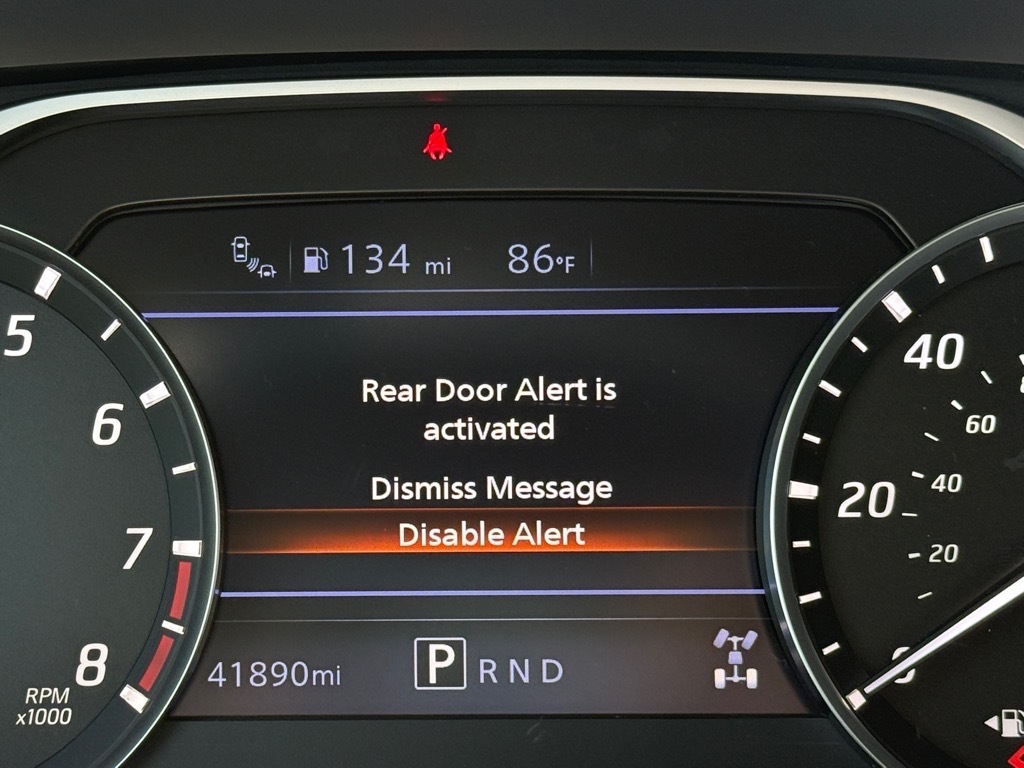 134 mi 86°F
Rear Door Alert is
activated
Dismiss Message
Disable Alert
41890mi P R N D
5
6
7
8
RPM
x1000
40
60
20
40
20
0